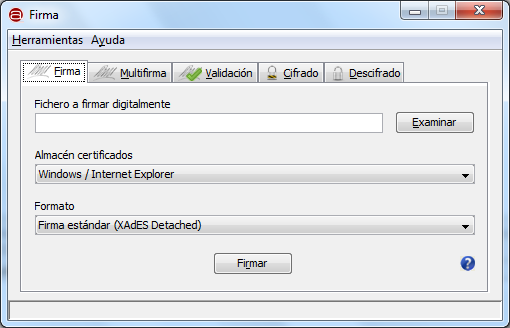 Firma
Herramientas Ayuda
Firma Multifirma Validación Cifrado Descifrado
Fichero a firmar digitalmente
Examinar
Almacén certificados
Windows / Internet Explorer
Formato
Firma estándar (XAdES Detached)
Firmar